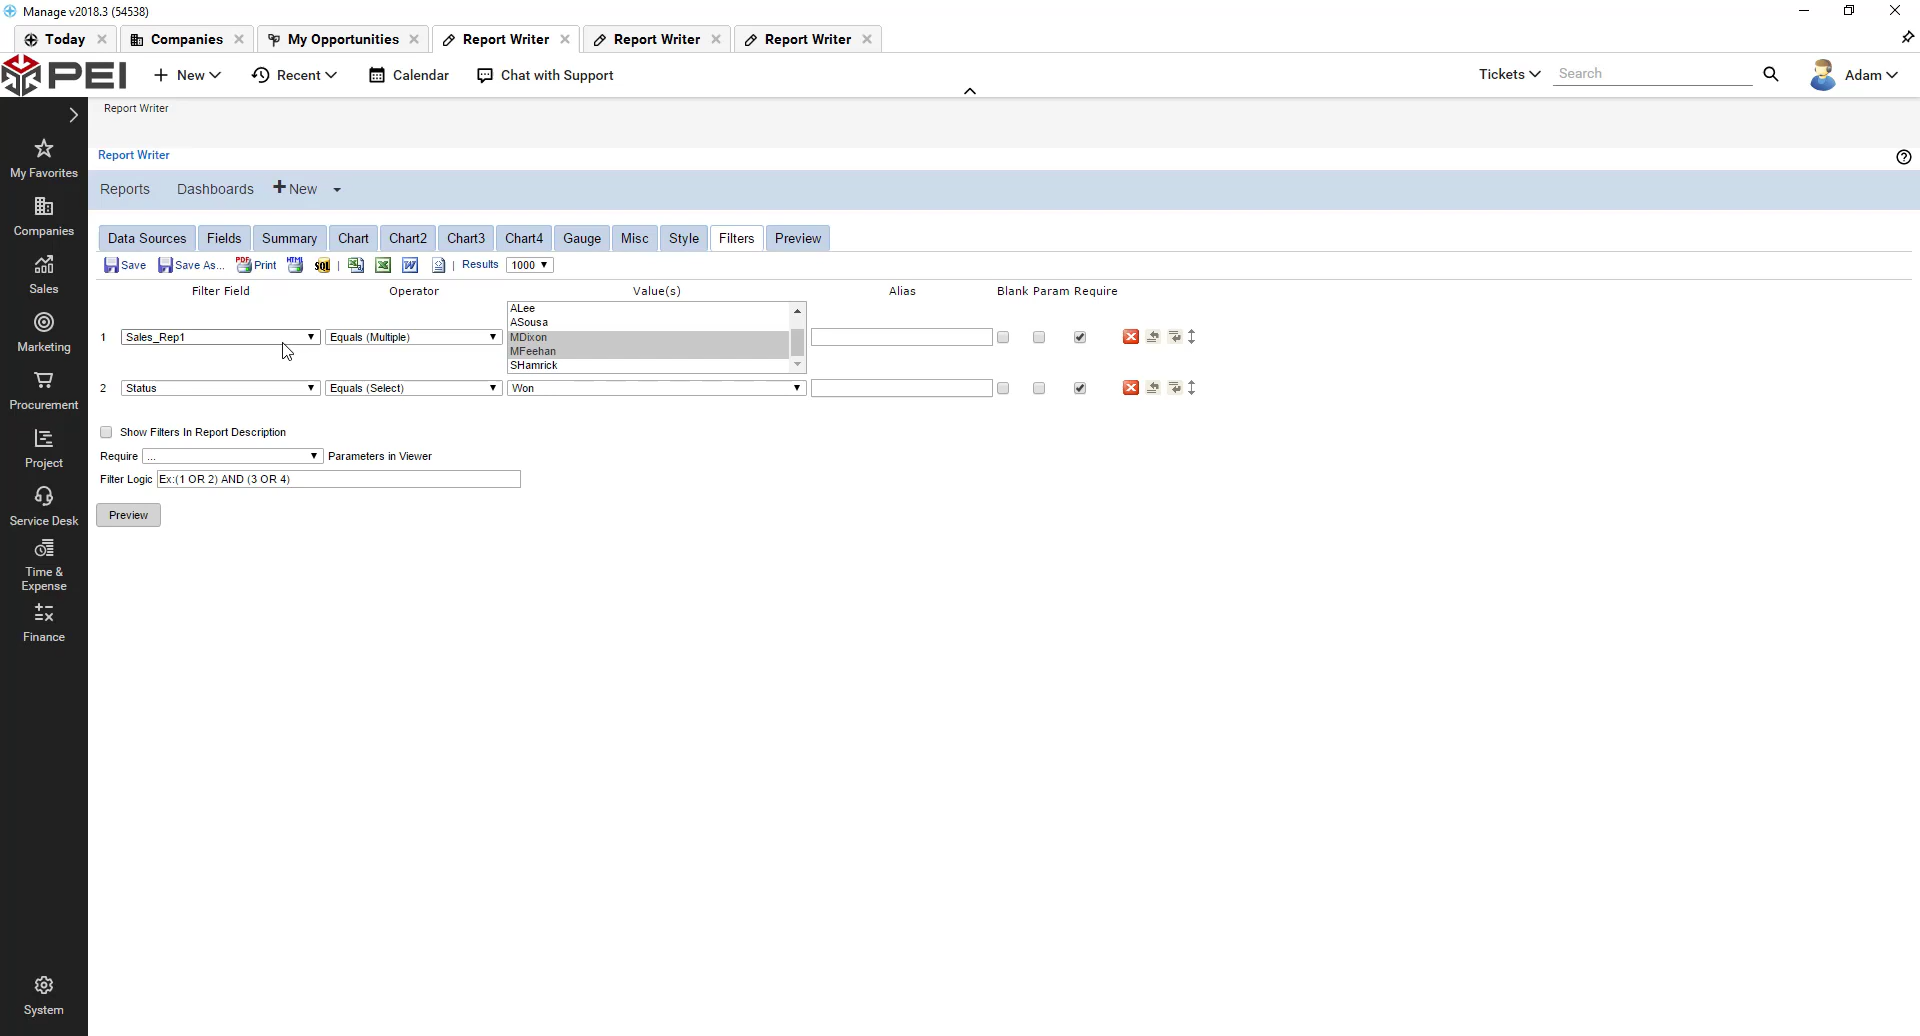 Manage v2018.3 (54538)
Today Companies My Opportunities Report Writer Report Writer Report Writer
PEI New Recent Calendar Chat with Support Tickets Search Adam
Report Writer
Report Writer
Reports Dashboards New
Data Sources Fields Summary Chart Chart2 Chart3 Chart4 Gauge Misc Style Filters Preview
Save Save As... Print Results 1000
Filter Field Operator Value(s) Alias Blank Param Require
ALee
ASousa
1 Sales_Rep1 Equals (Multiple) MDixon
MFeehan
SHamrick
2 Status Equals (Select) Won
Show Filters In Report Description
Require ... Parameters in Viewer
Filter Logic Ex:(1 OR 2) AND (3 OR 4)
Preview
My Favorites
Companies
Sales
Marketing
Procurement
Project
Service Desk
Time &
Expense
Finance
System